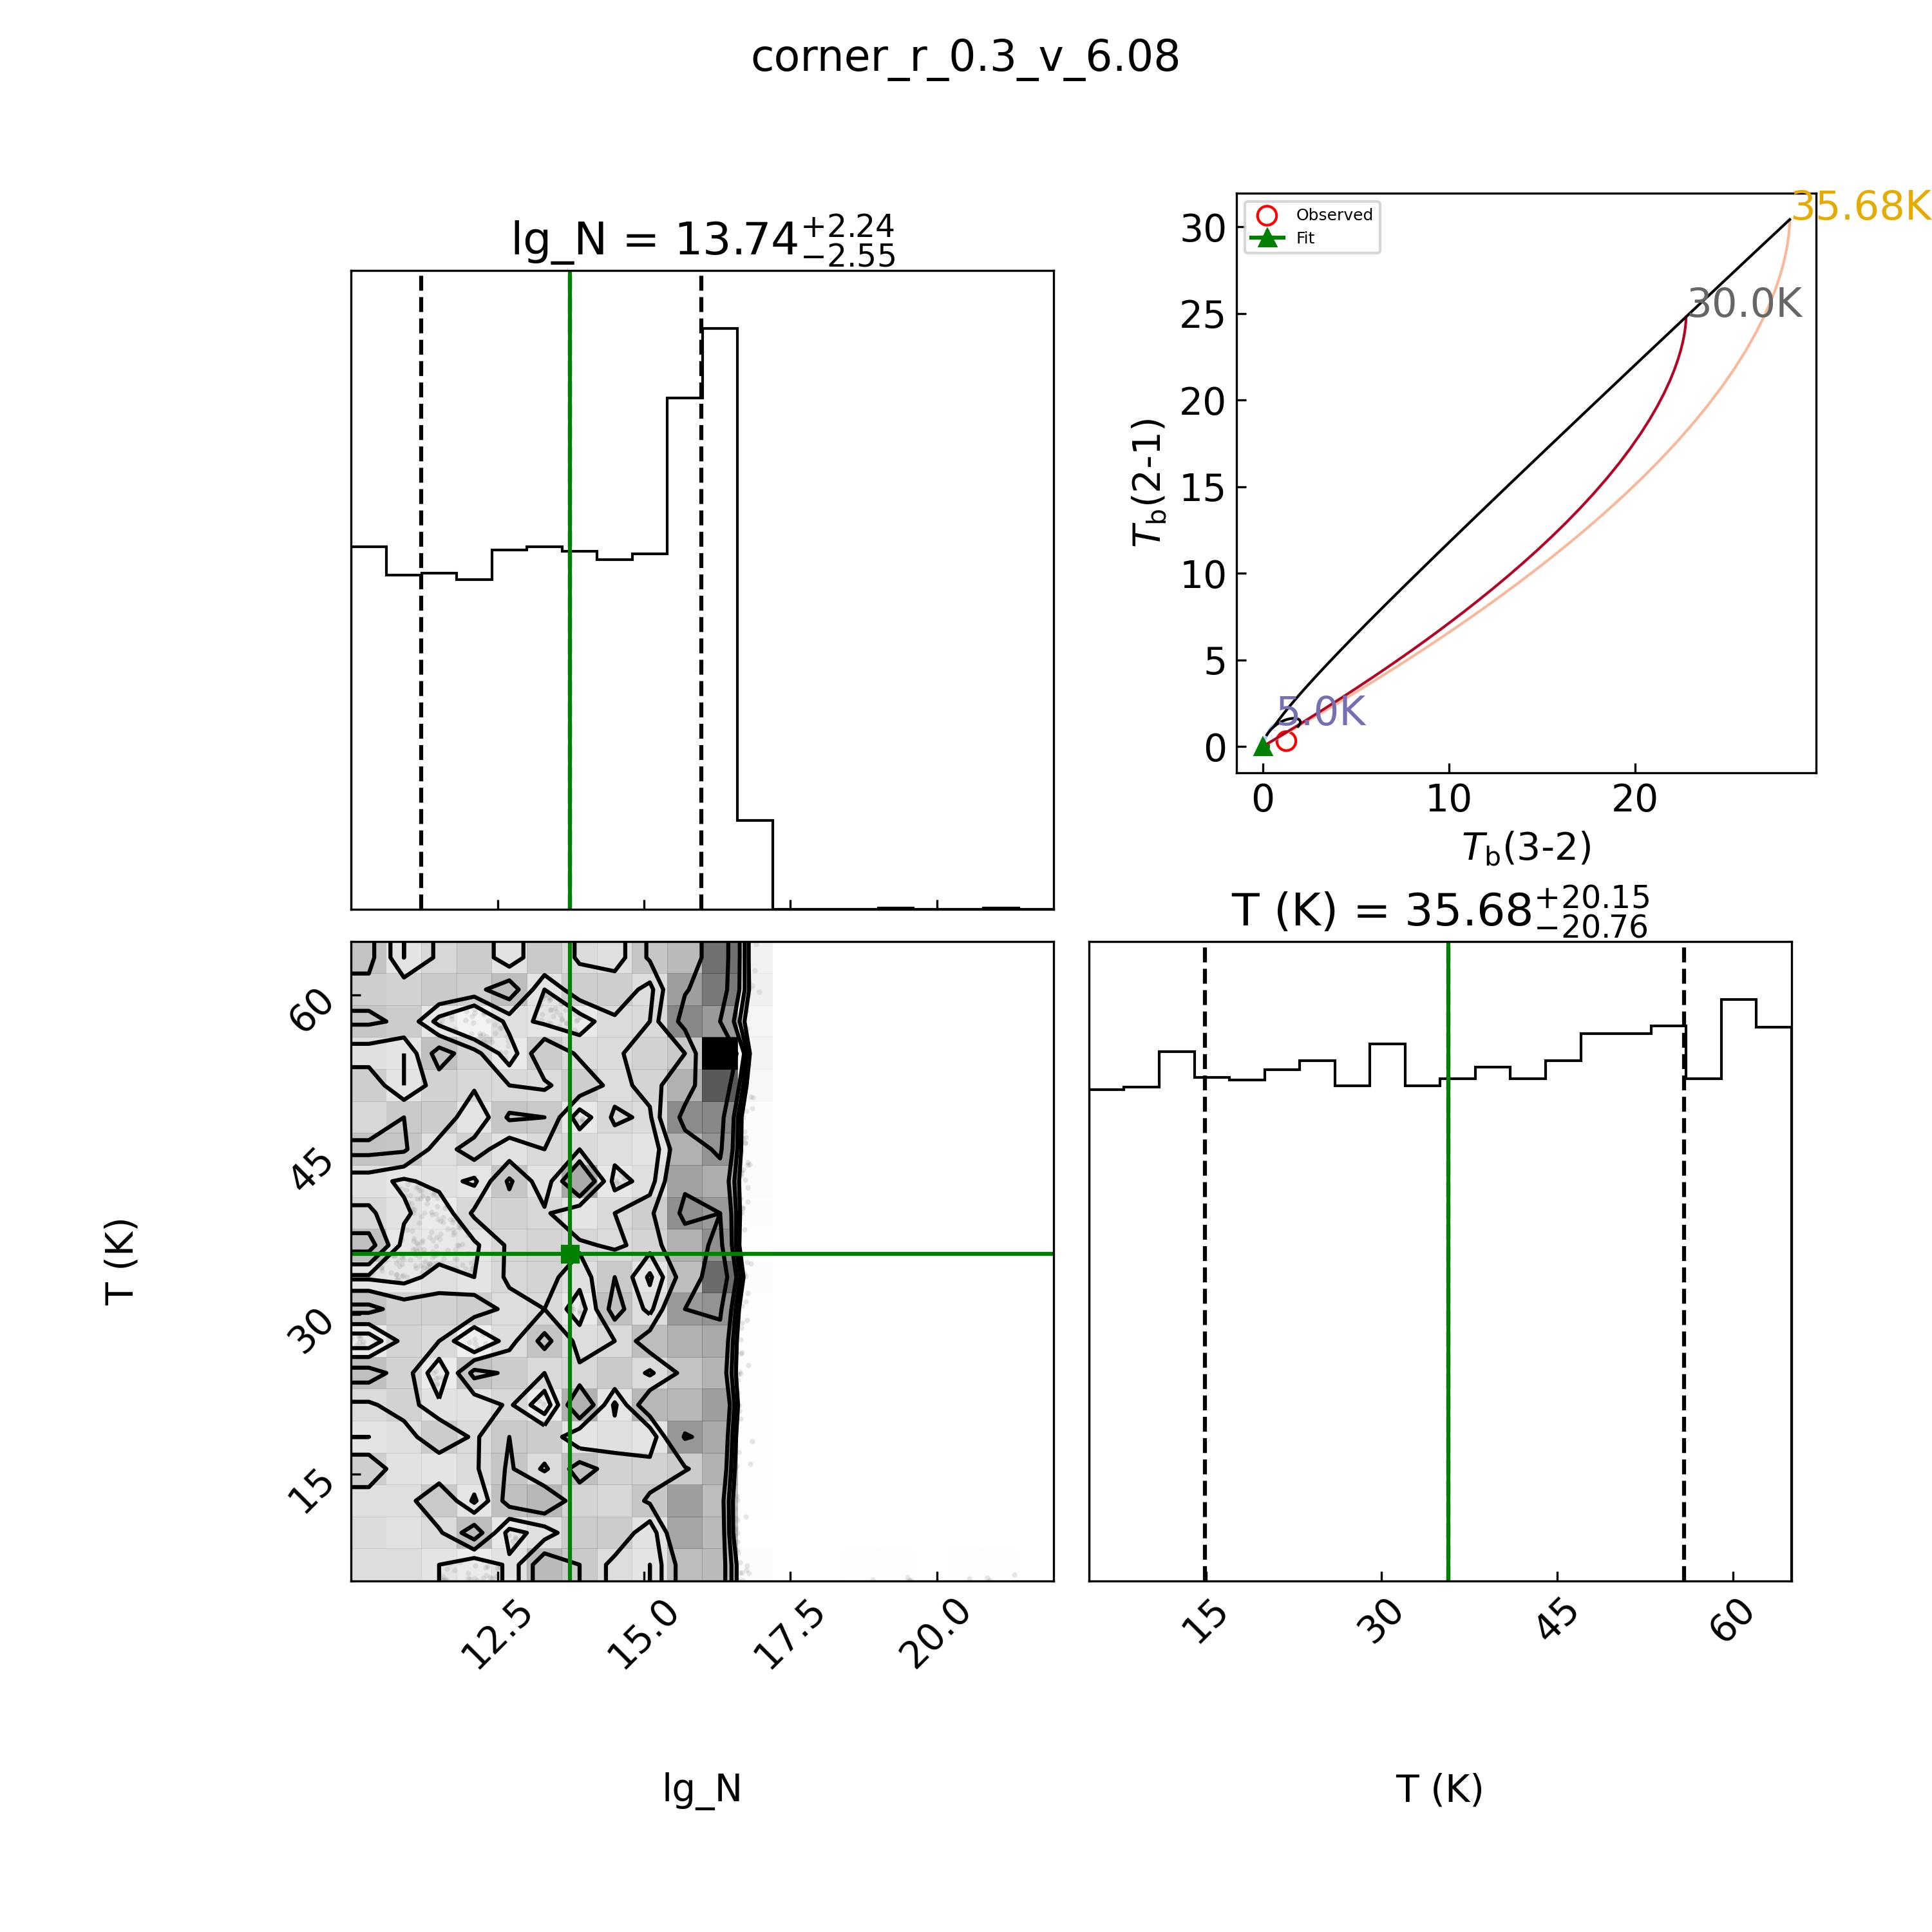 corner_r_0.3_v_6.08
lg_N = 13.74+2.24−2.55
35.68K
30.0K
5.0K
Observed
Fit
30
25
20
15
10
5
0
Tb(2-1)
0 10 20
Tb(3-2)
T (K) = 35.68+20.15−20.76
60
45
30
15
T (K)
12.5 15.0 17.5 20.0
lg_N
15 30 45 60
T (K)